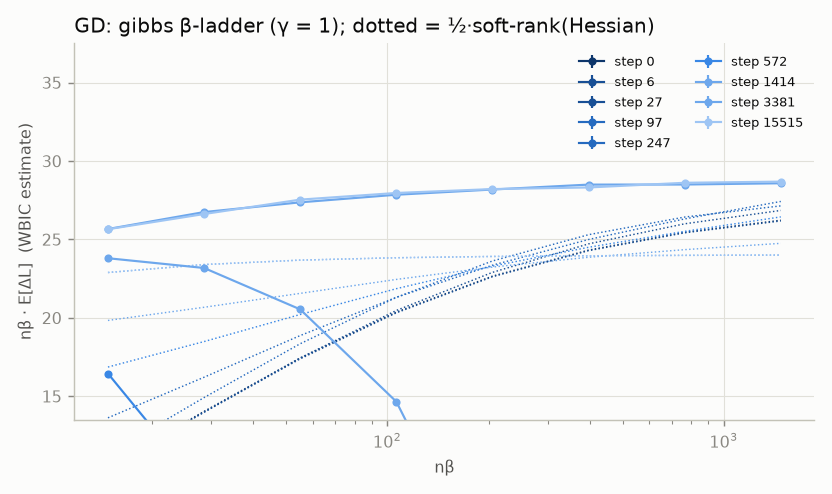 GD: gibbs β-ladder (γ = 1); dotted = ½·soft-rank(Hessian)
step 0
step 6
step 27
step 97
step 247
step 572
step 1414
step 3381
step 15515
nβ · E[ΔL] (WBIC estimate)
35
30
25
20
15
10²
10³
nβ